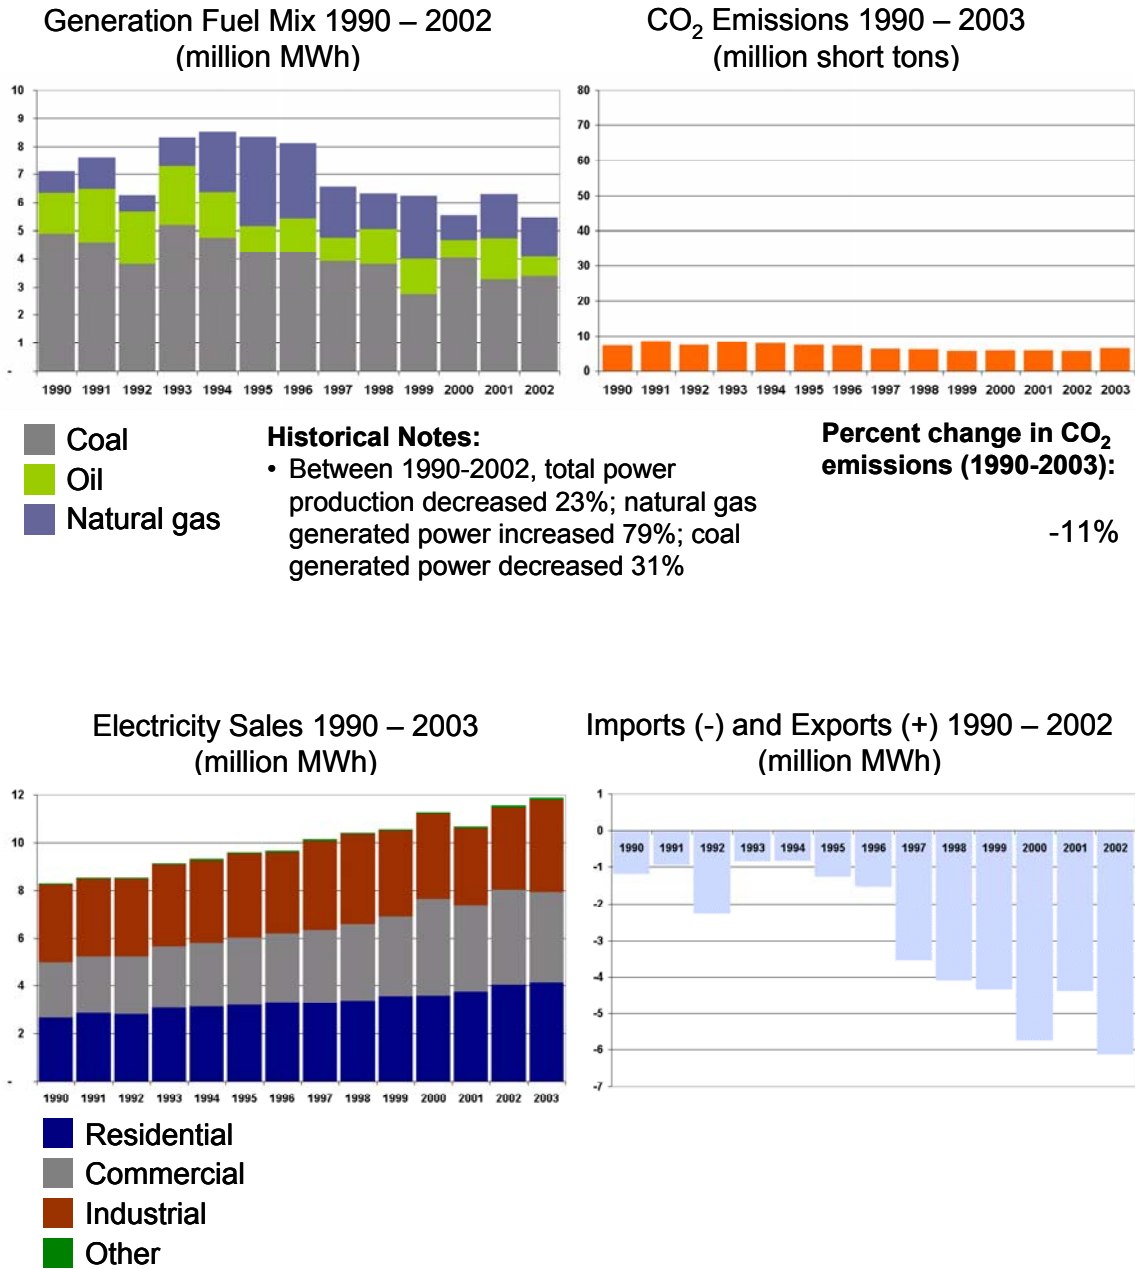 Generation Fuel Mix 1990 – 2002
(million MWh)
10
9
8
7
6
5
4
3
2
1
-
1990 1991 1992 1993 1994 1995 1996 1997 1998 1999 2000 2001 2002
Coal
Oil
Natural gas
CO2 Emissions 1990 – 2003
(million short tons)
80
70
60
50
40
30
20
10
0
1990 1991 1992 1993 1994 1995 1996 1997 1998 1999 2000 2001 2002 2003
Historical Notes:
• Between 1990-2002, total power
production decreased 23%; natural gas
generated power increased 79%; coal
generated power decreased 31%
Percent change in CO2
emissions (1990-2003):
-11%
Electricity Sales 1990 – 2003
(million MWh)
12
10
8
6
4
2
-
1990 1991 1992 1993 1994 1995 1996 1997 1998 1999 2000 2001 2002 2003
Residential
Commercial
Industrial
Other
Imports (-) and Exports (+) 1990 – 2002
(million MWh)
1
0
1990 1991 1992 1993 1994 1995 1996 1997 1998 1999 2000 2001 2002
-1
-2
-3
-4
-5
-6
-7